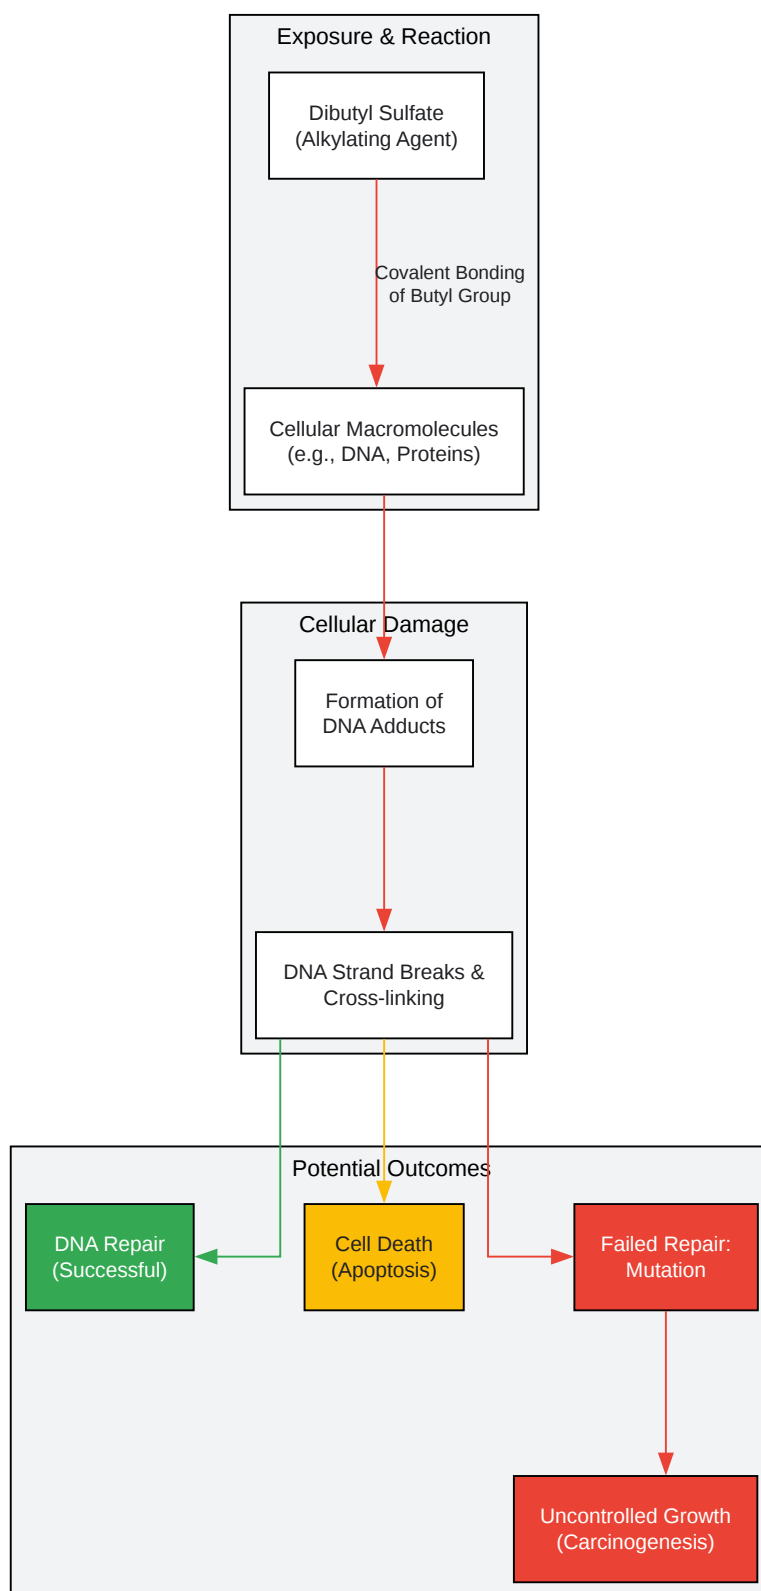 Exposure & Reaction
Dibutyl Sulfate
(Alkylating Agent)
Covalent Bonding
of Butyl Group
Cellular Macromolecules
(e.g., DNA, Proteins)
Cellular Damage
Formation of
DNA Adducts
DNA Strand Breaks &
Cross-linking
Potential Outcomes
DNA Repair
(Successful)
Cell Death
(Apoptosis)
Failed Repair:
Mutation
Uncontrolled Growth
(Carcinogenesis)